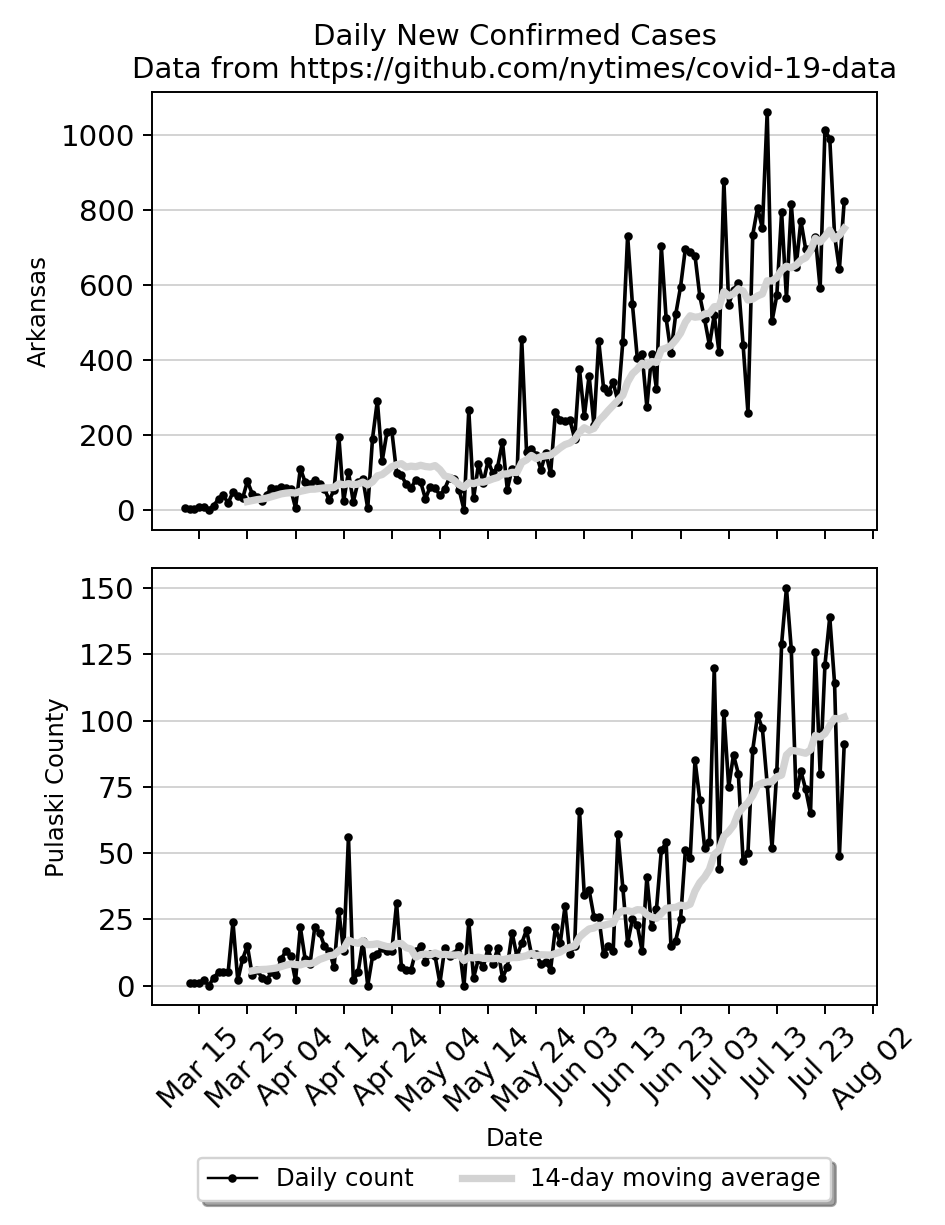 Daily New Confirmed Cases
Data from https://github.com/nytimes/covid-19-data
1000
800
600
400
200
0
Arkansas
150
125
100
75
50
25
0
Pulaski County
Mar 15
Mar 25
Apr 04
Apr 14
Apr 24
May 04
May 14
May 24
Jun 03
Jun 13
Jun 23
Jul 03
Jul 13
Jul 23
Aug 02
Date
Daily count
14-day moving average